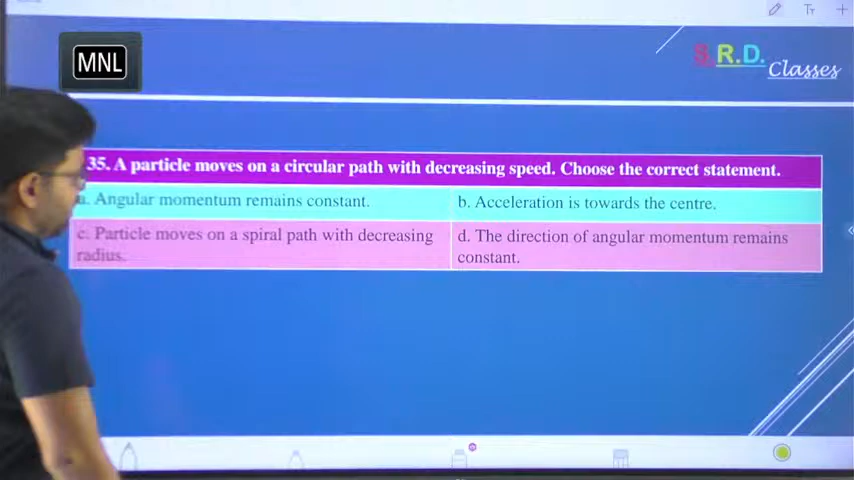 MNL
S.R.D.
Classes
35. A particle moves on a circular path with decreasing speed. Choose the correct statement.
a. Angular momentum remains constant.
b. Acceleration is towards the centre.
c. Particle moves on a spiral path with decreasing
radius.
d. The direction of angular momentum remains
constant.